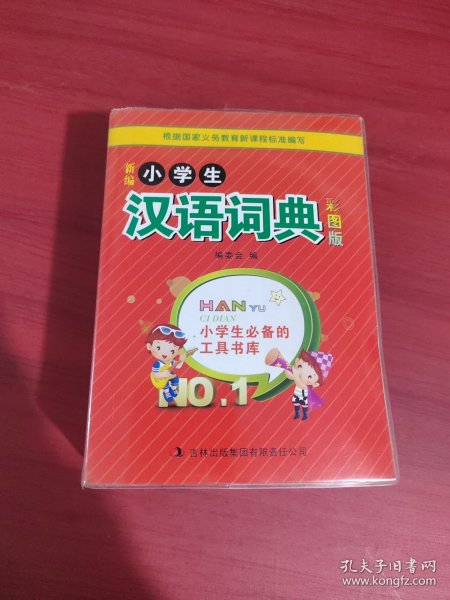 根据国家义务教育新课程标准编写
新编
小学生
汉语词典
彩图版
编委会 编
HAN YU
CI DIAN
小学生必备的
工具书库
NO.1
吉林出版集团有限责任公司
孔夫子旧书网
www.kongfz.com